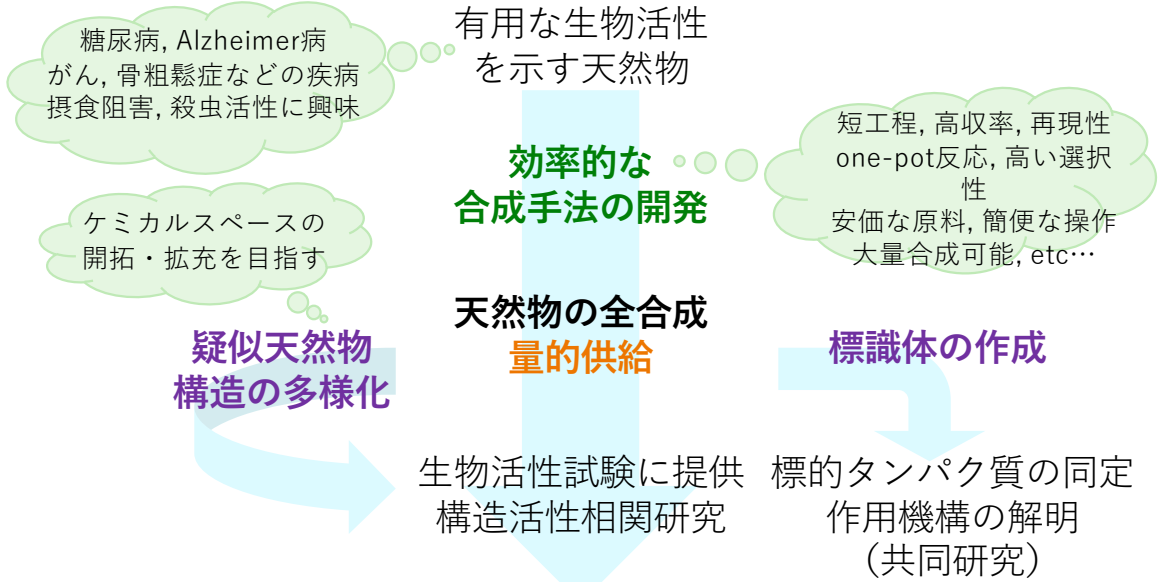 有用な生物活性
を示す天然物
糖尿病, Alzheimer病
がん, 骨粗鬆症などの疾病
摂食阻害, 殺虫活性に興味
効率的な
合成手法の開発
短工程, 高収率, 再現性
one-pot反応, 高い選択
性
安価な原料, 簡便な操作
大量合成可能, etc…
ケミカルスペースの
開拓・拡充を目指す
天然物の全合成
量的供給
疑似天然物
構造の多様化
標識体の作成
生物活性試験に提供
構造活性相関研究
標的タンパク質の同定
作用機構の解明
（共同研究）